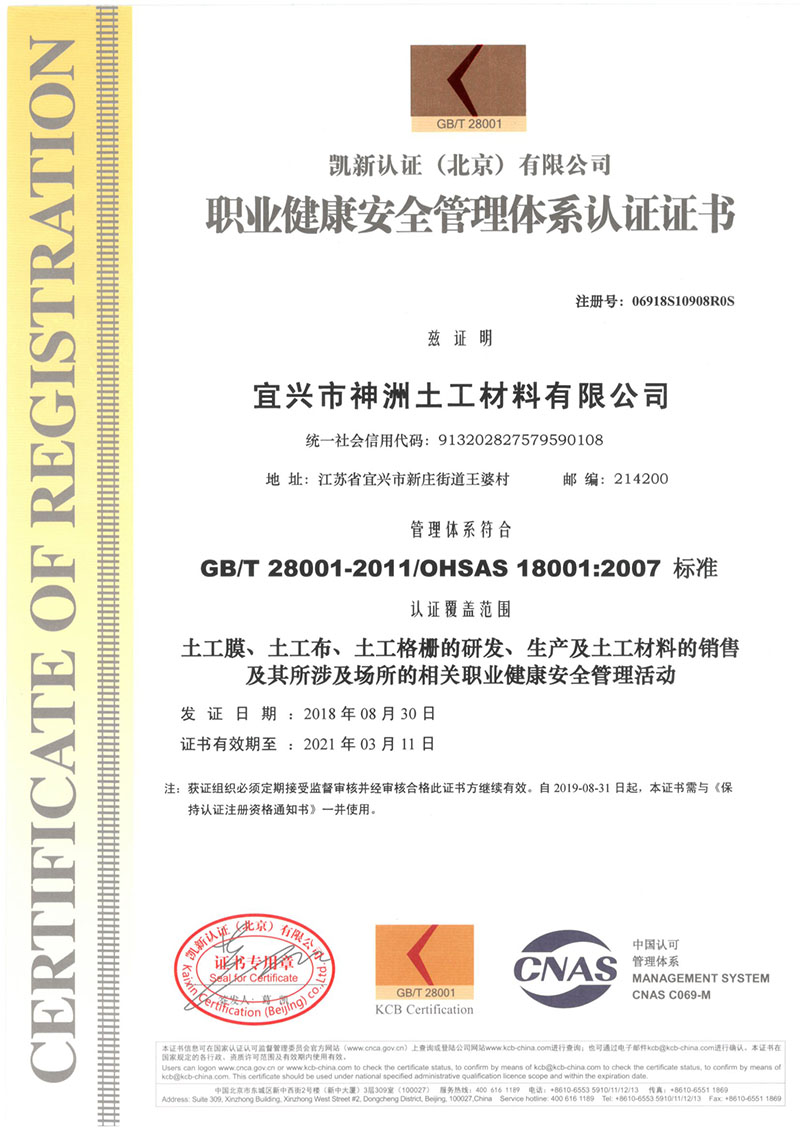 CERTIFICATE OF REGISTRATION
GB/T 28001
凯新认证（北京）有限公司
职业健康安全管理体系认证证书
注册号：06918S10908R0S
兹 证 明
宜兴市神洲土工材料有限公司
统一社会信用代码：913202827579590108
地 址：江苏省宜兴市新庄街道王婆村 邮 编：214200
管理体系符合
GB/T 28001-2011/OHSAS 18001:2007 标准
认证覆盖范围
土工膜、土工布、土工格栅的研发、生产及土工材料的销售
及其所涉及场所的相关职业健康安全管理活动
发 证 日 期 ：2018 年 08 月 30 日
证书有效期至 ：2021 年 03 月 11 日
注：获证组织必须定期接受监督审核并经审核合格此证书方继续有效。自 2019-08-31 日起，本证书需与《保
持认证注册资格通知书》一并使用。
凯新认证（北京）有限公司
证书专用章
Seal for Certificate
签发人：葛 凯
Kaixin Certification (Beijing) co.,Ltd
GB/T 28001
KCB Certification
CNAS
中国认可
管理体系
MANAGEMENT SYSTEM
CNAS C069-M
本证书信息可在国家认证认可监督管理委员会官方网站（www.cnca.gov.cn）上查询或登陆公司网站www.kcb-china.com进行查询；也可通过电子邮件kcb@kcb-china.com进行确认。本证书在
国家规定的各行政、资质许可范围及有效期内使用有效。
Users can logon www.cnca.gov.cn or www.kcb-china.com to check the certificate status, to confirm by means of kcb@kcb-china.com to check the certificate status, to confirm by means of
kcb@kcb-china.com. This certificate should be used under national specified administrative qualification licence scope and within the expiration date.
中国北京市东城区新中西街2号楼（新中大厦）3层309室（100027） 服务热线：400 616 1189 电话：+8610-6553 5910/11/12/13 传真：+8610-6551 1869
Address: Suite 309, Xinzhong Building, Xinzhong West Street #2, Dongcheng District, Beijing, 100027,China Service hotline: 400 616 1189 Tel: +8610-6553 5910/11/12/13 Fax: +8610-6551 1869